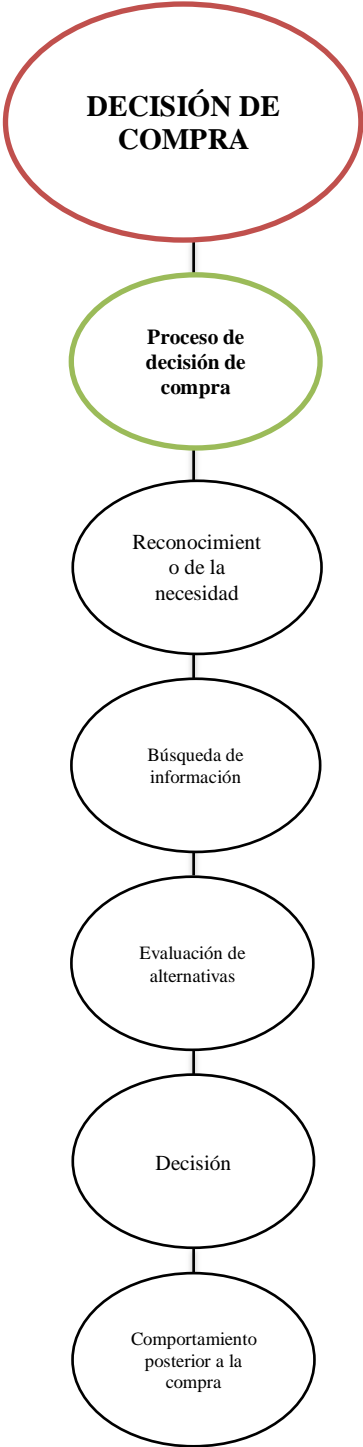 DECISIÓN DE
COMPRA
Proceso de
decisión de
compra
Reconocimient
o de la
necesidad
Búsqueda de
información
Evaluación de
alternativas
Decisión
Comportamiento
posterior a la
compra